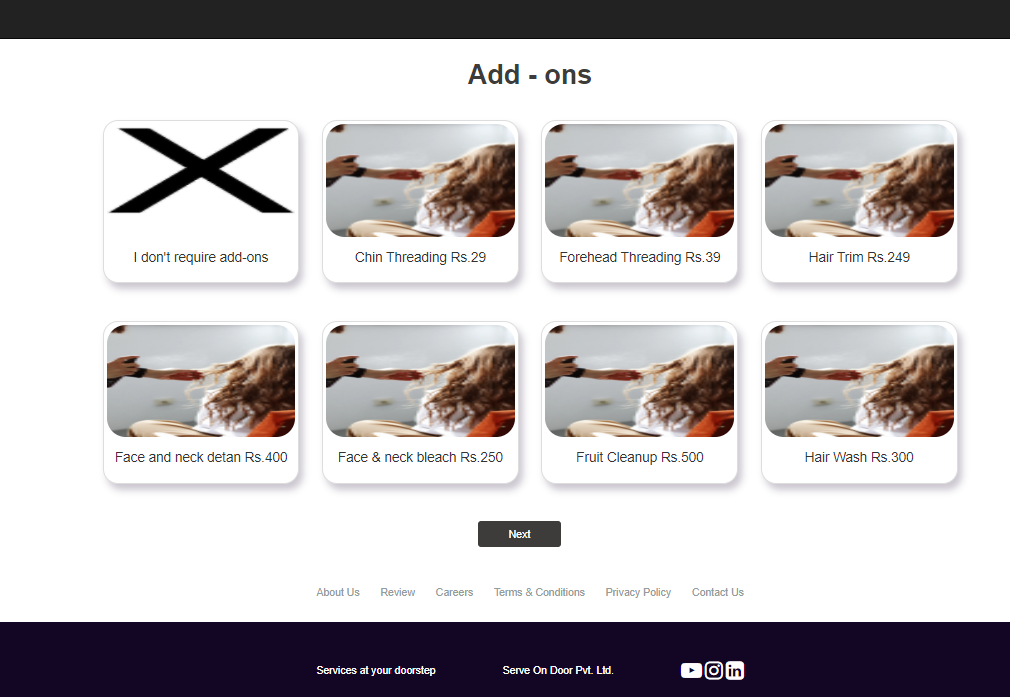 Add - ons
I don't require add-ons
Chin Threading Rs.29
Forehead Threading Rs.39
Hair Trim Rs.249
Face and neck detan Rs.400
Face & neck bleach Rs.250
Fruit Cleanup Rs.500
Hair Wash Rs.300
Next
About Us Review Careers Terms & Conditions Privacy Policy Contact Us
Services at your doorstep Serve On Door Pvt. Ltd.